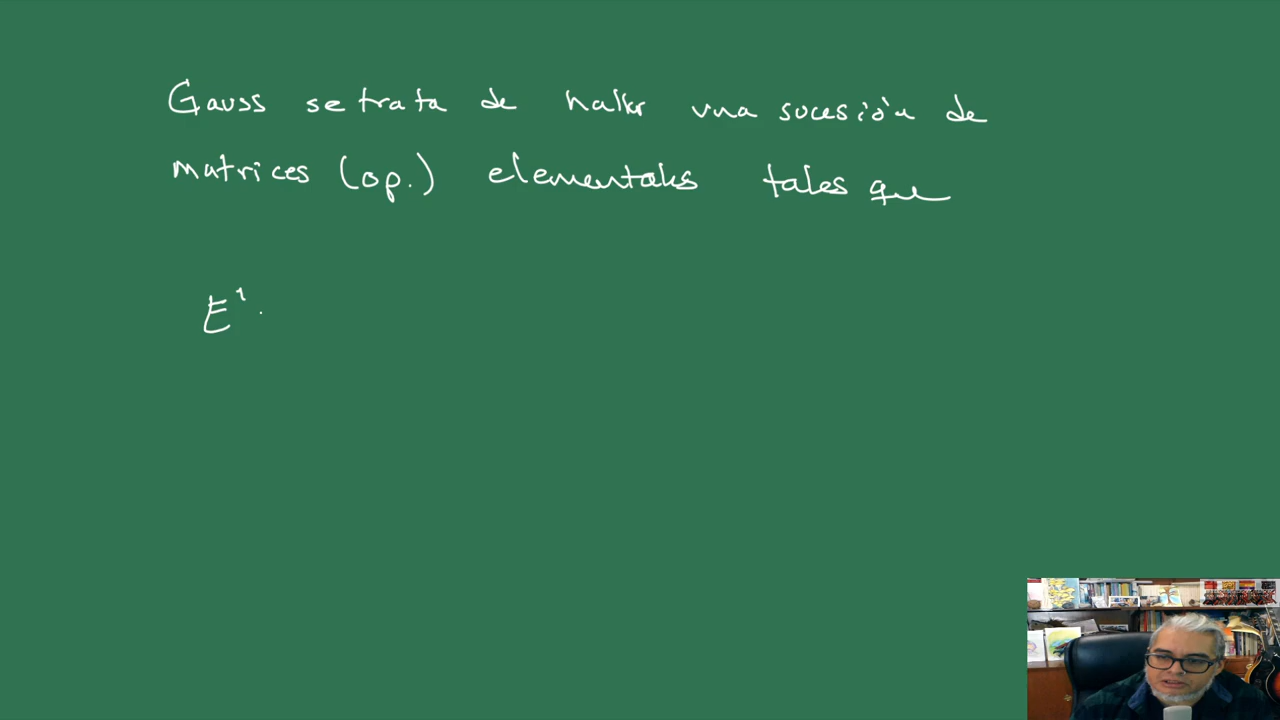 Gauss se trata de hallar una sucesión de
matrices (op.) elementales tales que
E¹.